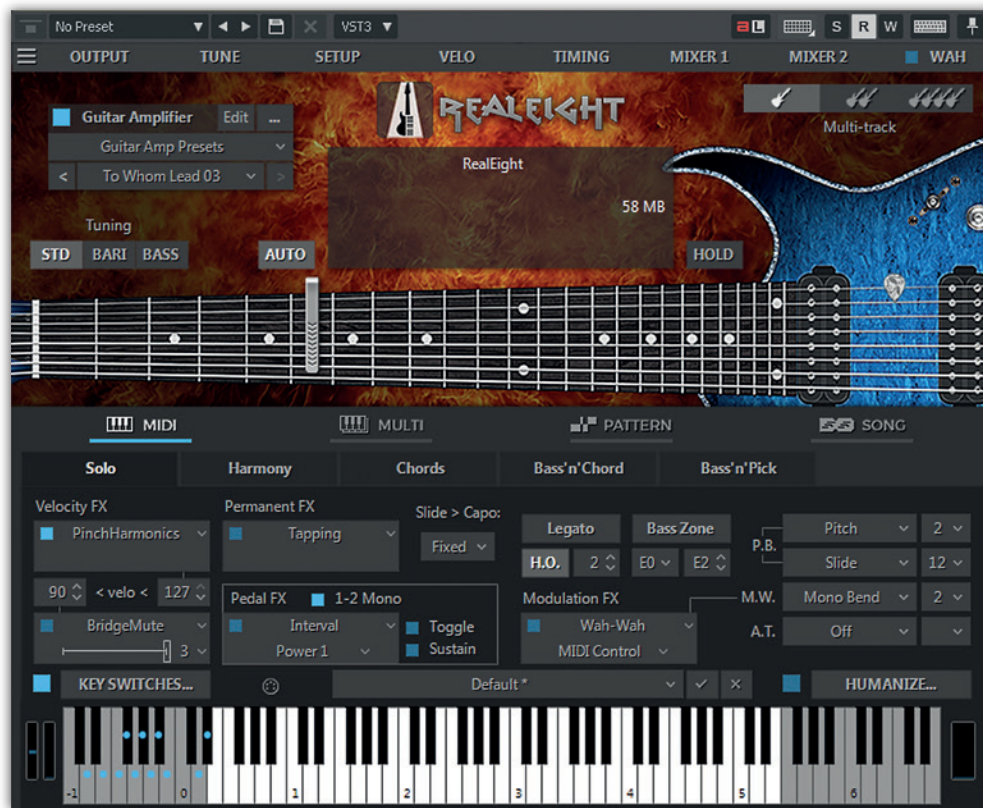 No Preset VST3 S R W
OUTPUT TUNE SETUP VELO TIMING MIXER 1 MIXER 2 WAH
REALEIGHT
Guitar Amplifier Edit ...
Multi-track
Guitar Amp Presets
RealEight
< To Whom Lead 03 >
58 MB
Tuning
STD BARI BASS AUTO HOLD
MIDI MULTI PATTERN SONG
Solo Harmony Chords Bass'n'Chord Bass'n'Pick
Velocity FX Permanent FX Slide > Capo:
PinchHarmonics Tapping Fixed Legato Bass Zone P.B. Pitch 2
H.O. 2 E0 E2 Slide 12
90 < velo < 127 Pedal FX 1-2 Mono Modulation FX M.W. Mono Bend 2
BridgeMute Interval Toggle Wah-Wah A.T. Off
3 Power 1 Sustain MIDI Control
KEY SWITCHES... Default * HUMANIZE...
-1 0 1 2 3 4 5 6